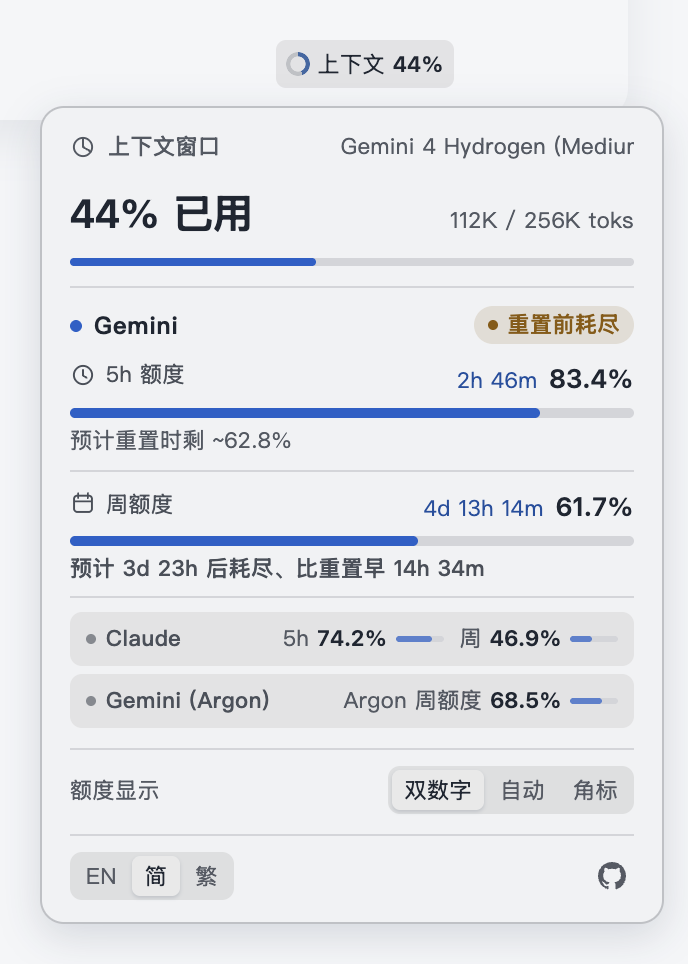 上下文 44%
上下文窗口 Gemini 4 Hydrogen (Mediur
44% 已用 112K / 256K toks
Gemini 重置前耗尽
5h 额度 2h 46m 83.4%
预计重置时剩 ~62.8%
周额度 4d 13h 14m 61.7%
预计 3d 23h 后耗尽、比重置早 14h 34m
Claude 5h 74.2% 周 46.9%
Gemini (Argon) Argon 周额度 68.5%
额度显示 双数字 自动 角标
EN 简 繁